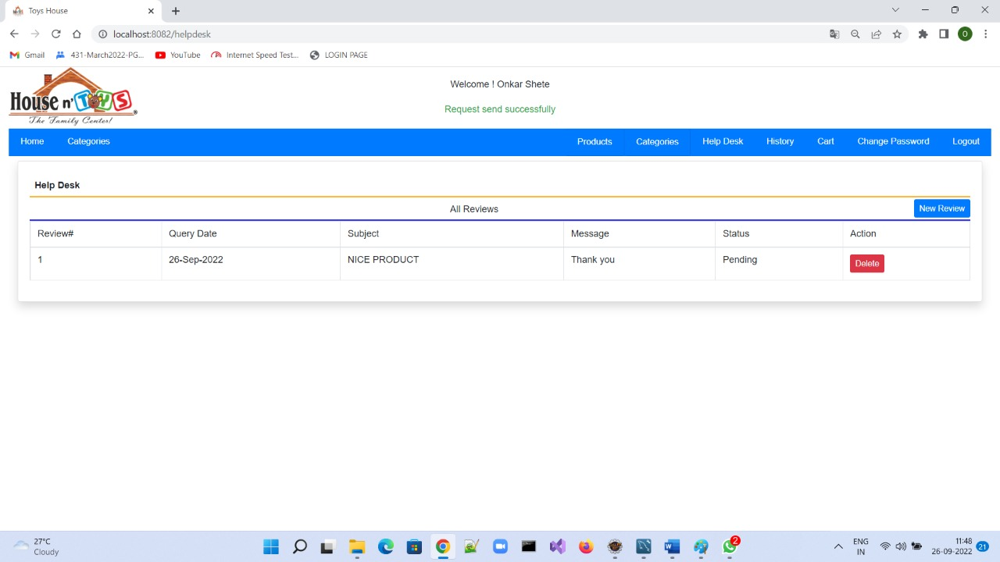 Toys House
localhost:8082/helpdesk
O
Gmail 431-March2022-PG... YouTube Internet Speed Test... LOGIN PAGE
House n' TOYS ®
The Family Center!
Welcome ! Onkar Shete
Request send successfully
Home Categories Products Categories Help Desk History Cart Change Password Logout
Help Desk
All Reviews New Review
Review# Query Date Subject Message Status Action
1 26-Sep-2022 NICE PRODUCT Thank you Pending Delete
27°C
Cloudy
W
2
ENG
IN
11:48
26-09-2022
21